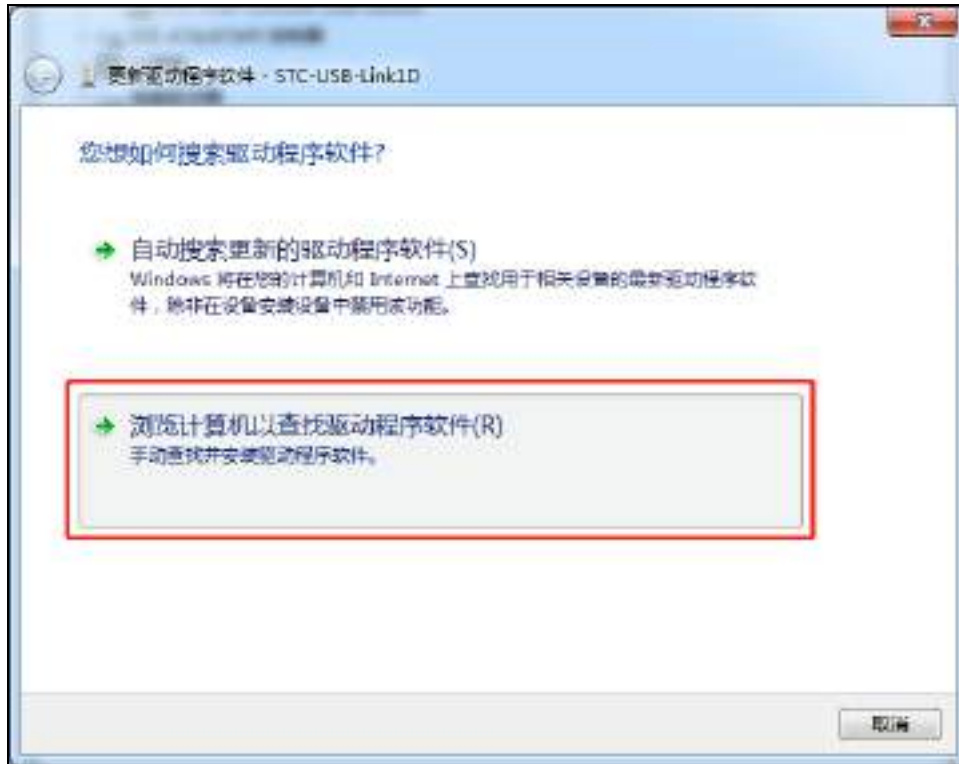 更新驱动程序软件 - STC-USB-Link1D
您想如何搜索驱动程序软件?
自动搜索更新的驱动程序软件(S)
Windows 将在您的计算机和 Internet 上查找用于相关设备的最新驱动程序软
件，除非在设备安装设置中禁用该功能。
浏览计算机以查找驱动程序软件(R)
手动查找并安装驱动程序软件。
取消